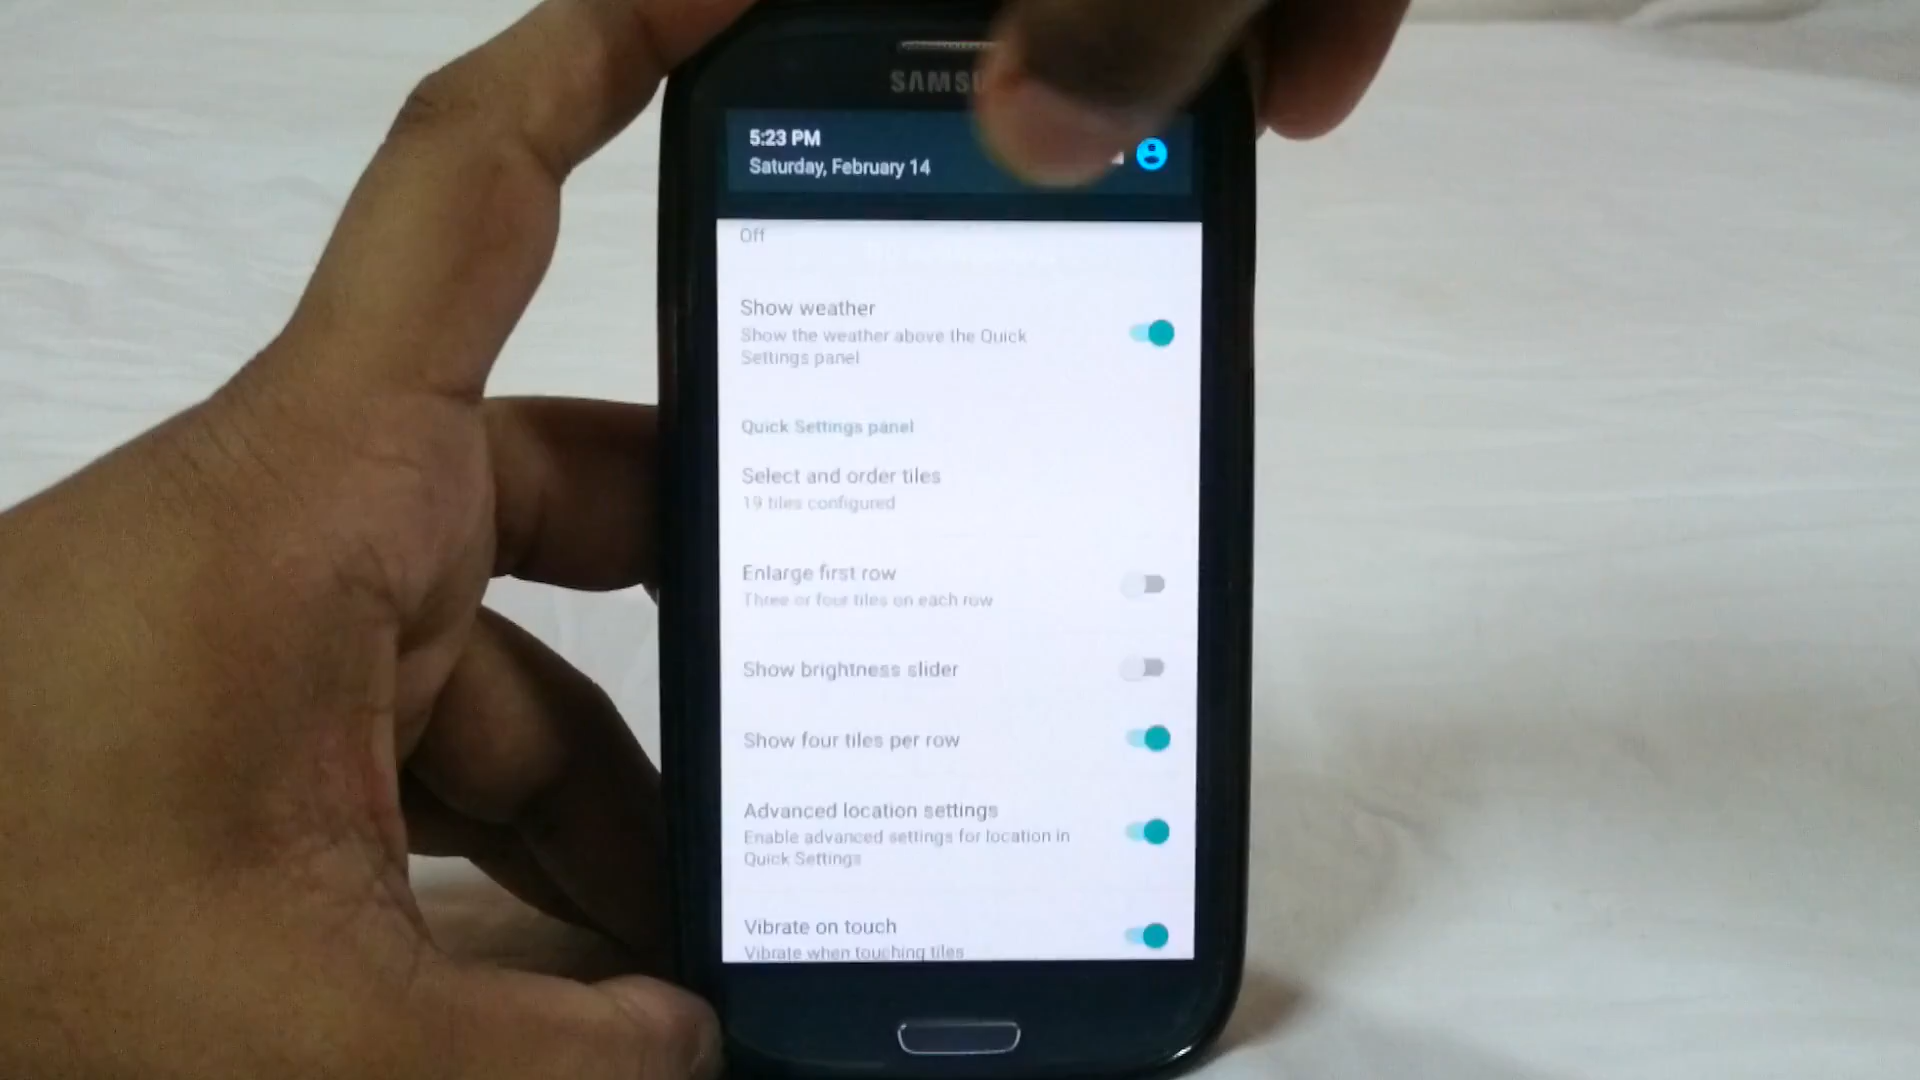 5:23 PM
Saturday, February 14
Off
Show weather
Show the weather above the Quick
Settings panel
Quick Settings panel
Select and order tiles
19 tiles configured
Enlarge first row
Three or four tiles on each row
Show brightness slider
Show four tiles per row
Advanced location settings
Enable advanced settings for location in
Quick Settings
Vibrate on touch
Vibrate when touching tiles